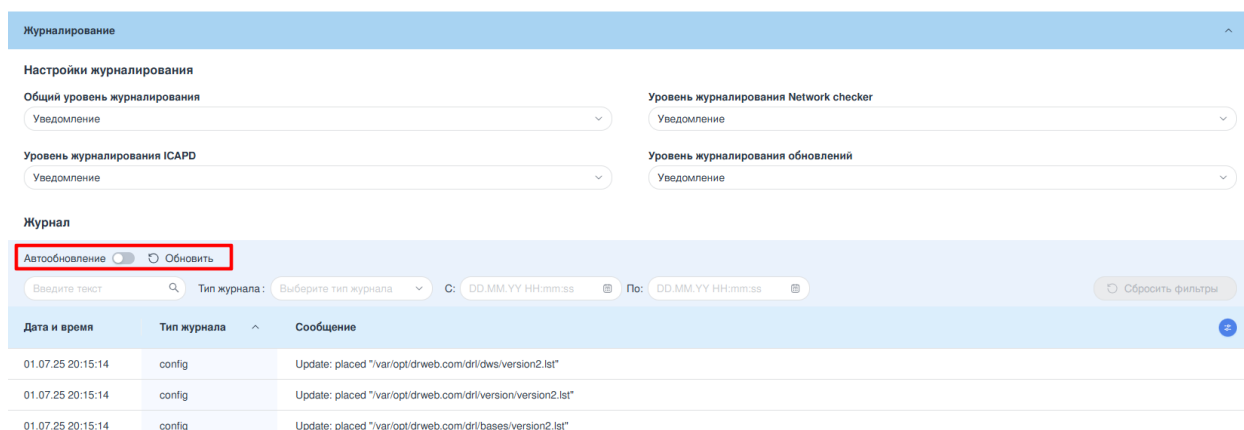 Журналирование
Настройки журналирования
Общий уровень журналирования
Уровень журналирования Network checker
Уведомление
Уведомление
Уровень журналирования ICAPD
Уровень журналирования обновлений
Уведомление
Уведомление
Журнал
Автообновление Обновить
Введите текст Тип журнала : Выберите тип журнала С: DD.MM.YY HH:mm:ss По: DD.MM.YY HH:mm:ss Сбросить фильтры
Дата и время Тип журнала Сообщение
01.07.25 20:15:14 config Update: placed "/var/opt/drweb.com/drl/dws/version2.lst"
01.07.25 20:15:14 config Update: placed "/var/opt/drweb.com/drl/version/version2.lst"
01.07.25 20:15:14 config Update: placed "/var/opt/drweb.com/drl/bases/version2.lst"